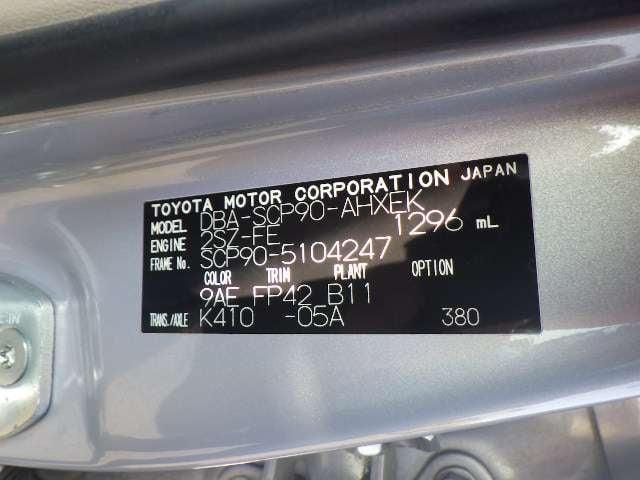 TOYOTA MOTOR CORPORATION JAPAN
MODEL DBA-SCP90-AHXEK
ENGINE 2SZ-FE 1296 mL
FRAME No. SCP90-5104247
COLOR TRIM PLANT OPTION
9AE FP42 B11
TRANS./AXLE K410 -05A 380